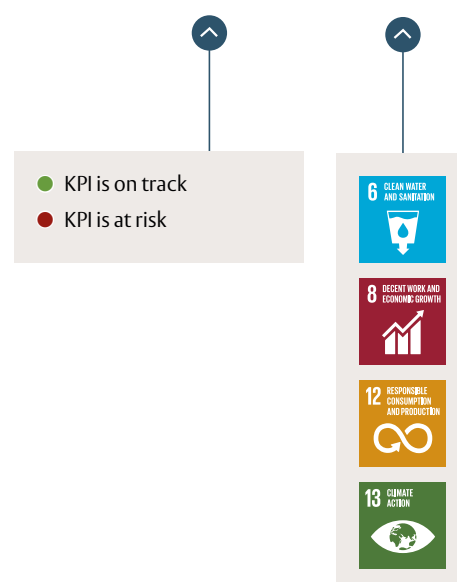 KPI is on track
KPI is at risk
6 CLEAN WATER
AND SANITATION
8 DECENT WORK AND
ECONOMIC GROWTH
12 RESPONSIBLE
CONSUMPTION
AND PRODUCTION
13 CLIMATE
ACTION